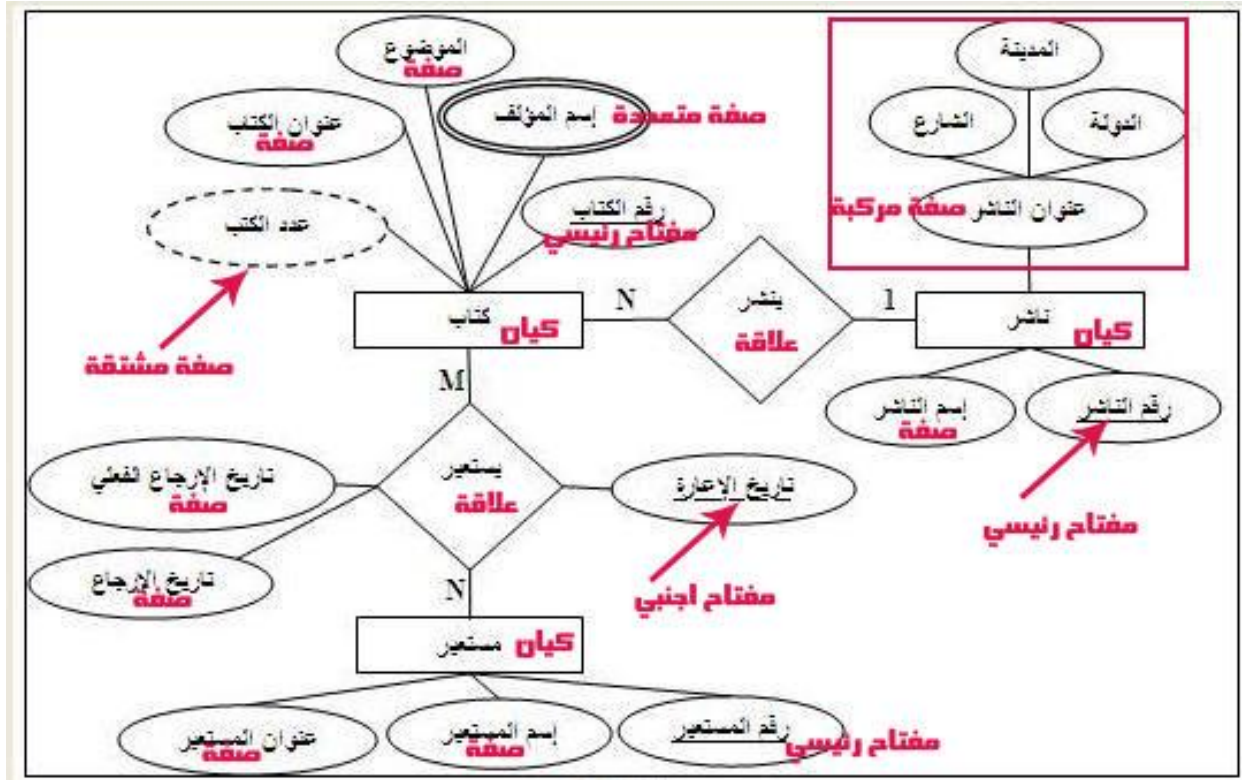 الموضوع
صفة
المدينة
عنوان الكتاب
صفة
إسم المؤلف
صفة متعددة
الشارع
الدولة
عدد الكتب
رقم الكتاب
مفتاح رئيسي
عنوان الناشر
صفة مركبة
كتاب
كيان
N
ينشر
علاقة
1
ناشر
كيان
صفة مشتقة
M
إسم الناشر
صفة
رقم الناشر
تاريخ الإرجاع الفعلي
صفة
يستعير
علاقة
تاريخ الإعارة
مفتاح رئيسي
تاريخ الإرجاع
صفة
N
مفتاح اجنبي
مستعير
كيان
عنوان المستعير
صفة
إسم المستعير
صفة
رقم المستعير
مفتاح رئيسي